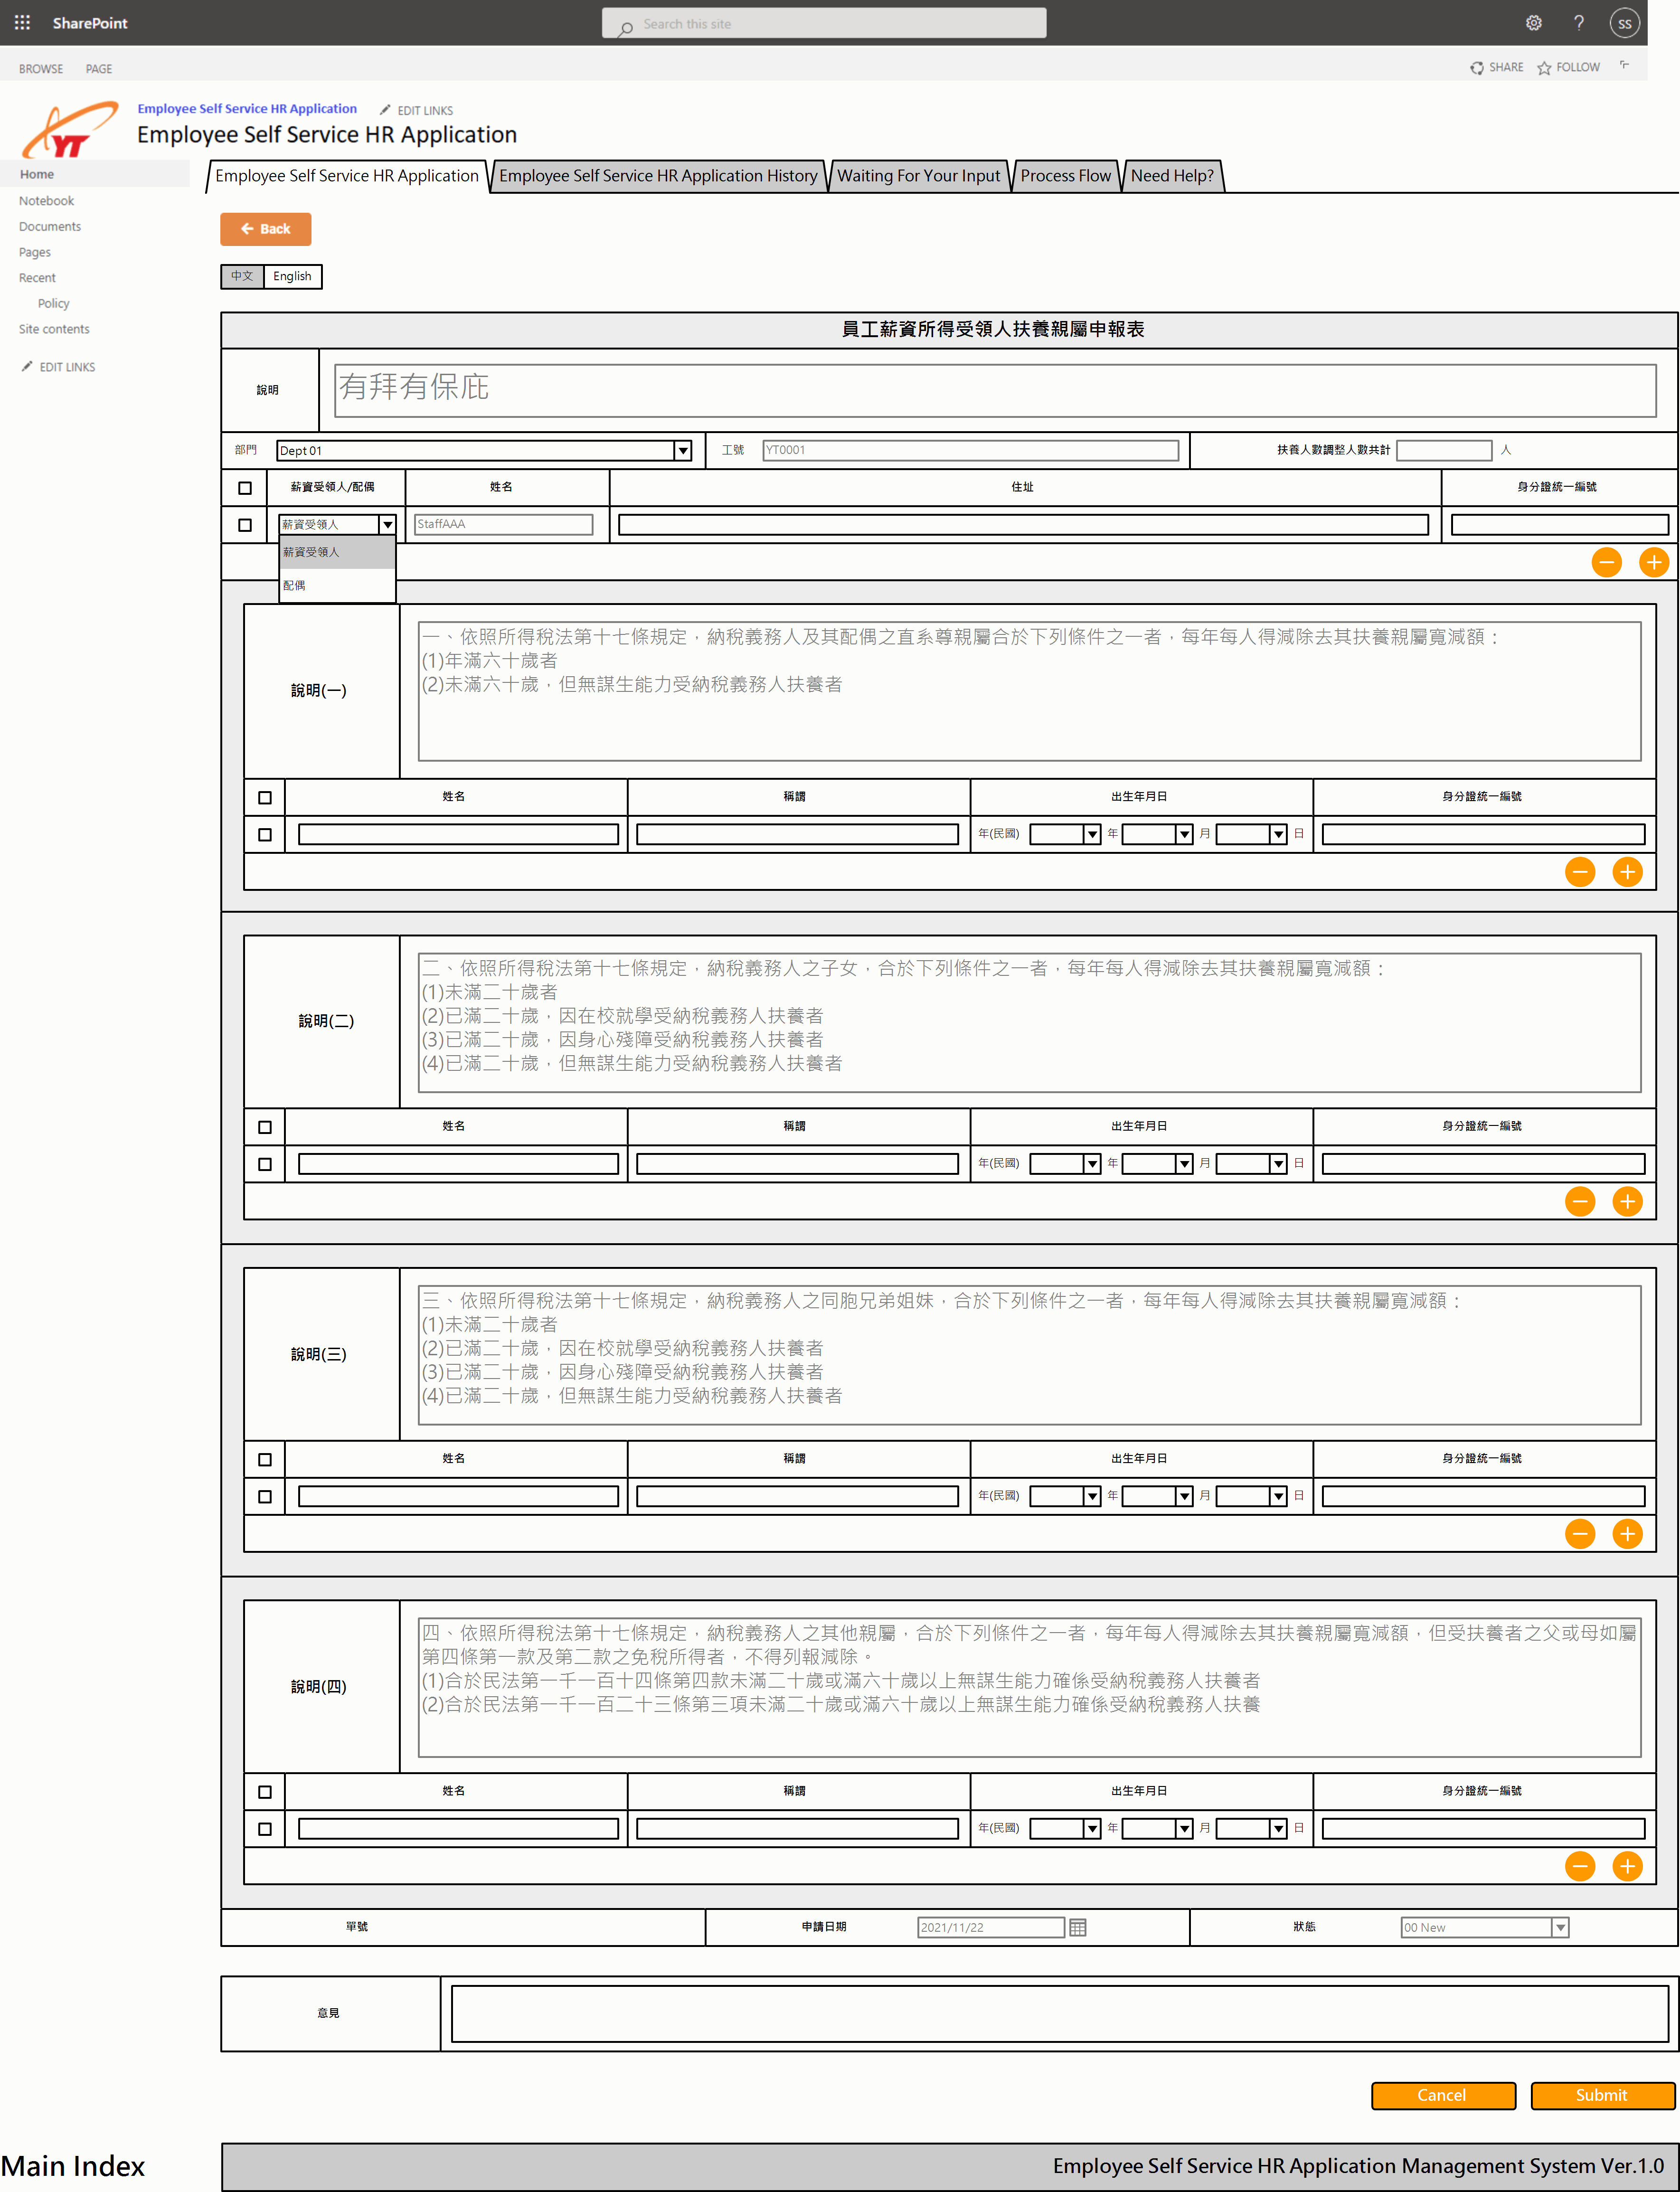 SharePoint
Search this site
?
SS
BROWSE PAGE
SHARE FOLLOW
YT
Employee Self Service HR Application EDIT LINKS
Employee Self Service HR Application
Home
Notebook
Documents
Pages
Recent
Policy
Site contents
EDIT LINKS
Employee Self Service HR Application Employee Self Service HR Application History Waiting For Your Input Process Flow Need Help?
Back
中文 English
員工薪資所得受領人扶養親屬申報表
說明 有拜有保庇
部門 Dept 01 工號 YT0001 扶養人數調整人數共計 人
薪資受領人/配偶 姓名 住址 身分證統一編號
薪資受領人 StaffAAA
薪資受領人
配偶
說明(一)
一、依照所得稅法第十七條規定，納稅義務人及其配偶之直系尊親屬合於下列條件之一者，每年每人得減除去其扶養親屬寬減額：
(1)年滿六十歲者
(2)未滿六十歲，但無謀生能力受納稅義務人扶養者
姓名 稱謂 出生年月日 身分證統一編號
年(民國) 年 月 日
說明(二)
二、依照所得稅法第十七條規定，納稅義務人之子女，合於下列條件之一者，每年每人得減除去其扶養親屬寬減額：
(1)未滿二十歲者
(2)已滿二十歲，因在校就學受納稅義務人扶養者
(3)已滿二十歲，因身心殘障受納稅義務人扶養者
(4)已滿二十歲，但無謀生能力受納稅義務人扶養者
姓名 稱謂 出生年月日 身分證統一編號
年(民國) 年 月 日
說明(三)
三、依照所得稅法第十七條規定，納稅義務人之同胞兄弟姐妹，合於下列條件之一者，每年每人得減除去其扶養親屬寬減額：
(1)未滿二十歲者
(2)已滿二十歲，因在校就學受納稅義務人扶養者
(3)已滿二十歲，因身心殘障受納稅義務人扶養者
(4)已滿二十歲，但無謀生能力受納稅義務人扶養者
姓名 稱謂 出生年月日 身分證統一編號
年(民國) 年 月 日
說明(四)
四、依照所得稅法第十七條規定，納稅義務人之其他親屬，合於下列條件之一者，每年每人得減除去其扶養親屬寬減額，但受扶養者之父或母如屬
第四條第一款及第二款之免稅所得者，不得列報減除。
(1)合於民法第一千一百十四條第四款未滿二十歲或滿六十歲以上無謀生能力確係受納稅義務人扶養者
(2)合於民法第一千一百二十三條第三項未滿二十歲或滿六十歲以上無謀生能力確係受納稅義務人扶養
姓名 稱謂 出生年月日 身分證統一編號
年(民國) 年 月 日
單號 申請日期 2021/11/22 狀態 00 New
意見
Cancel Submit
Main Index
Employee Self Service HR Application Management System Ver.1.0